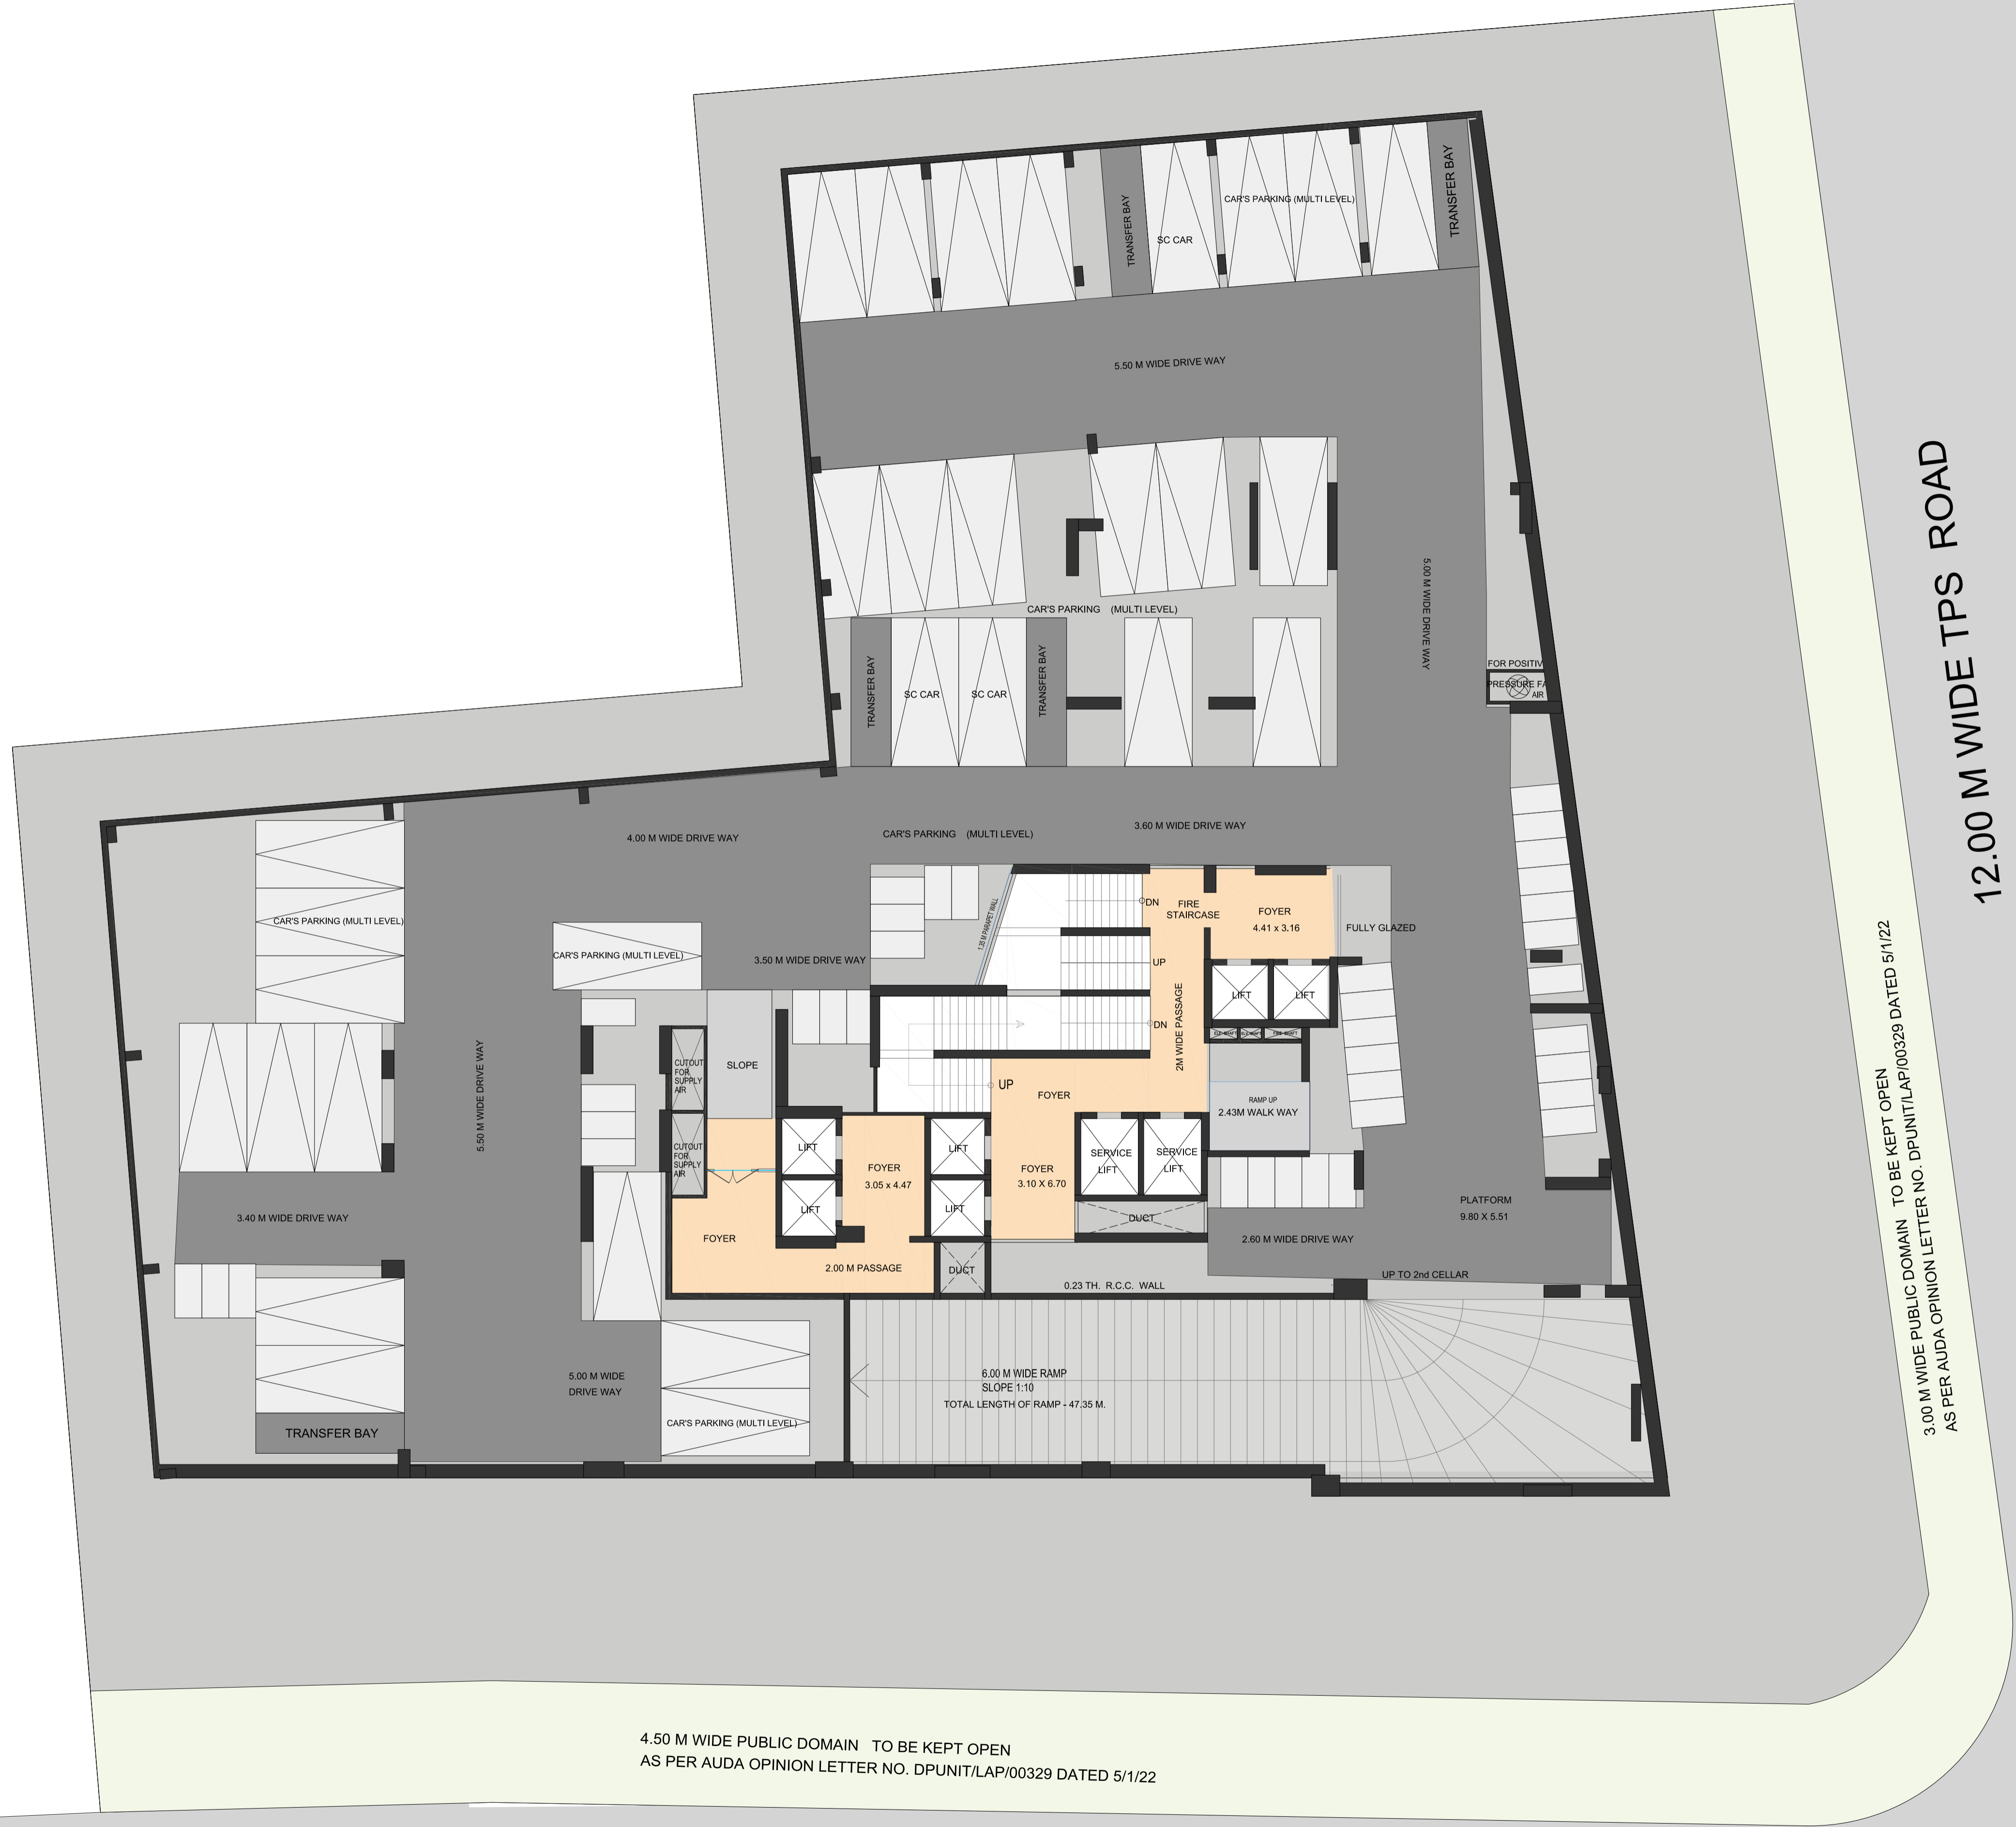 TRANSFER BAY
CAR'S PARKING (MULTI LEVEL)
TRANSFER BAY
SC CAR
5.50 M WIDE DRIVE WAY
12.00 M WIDE TPS ROAD
5.00 M WIDE DRIVE WAY
CAR'S PARKING (MULTI LEVEL)
TRANSFER BAY
SC CAR
SC CAR
TRANSFER BAY
FOR POSITIV
PRESSURE FA
AIR
4.00 M WIDE DRIVE WAY
CAR'S PARKING (MULTI LEVEL)
3.60 M WIDE DRIVE WAY
CAR'S PARKING (MULTI LEVEL)
CAR'S PARKING (MULTI LEVEL)
3.50 M WIDE DRIVE WAY
1.35 M PARAPET WALL
DN
FIRE
STAIRCASE
FOYER
4.41 x 3.16
FULLY GLAZED
UP
LIFT
LIFT
DN
2M WIDE PASSAGE
5.50 M WIDE DRIVE WAY
CUTOUT
FOR
SUPPLY
AIR
SLOPE
UP
FOYER
RAMP UP
2.43M WALK WAY
CUTOUT
FOR
SUPPLY
AIR
LIFT
LIFT
FOYER
3.05 x 4.47
LIFT
LIFT
FOYER
3.10 X 6.70
SERVICE
LIFT
SERVICE
LIFT
DUCT
3.40 M WIDE DRIVE WAY
FOYER
2.00 M PASSAGE
DUCT
2.60 M WIDE DRIVE WAY
PLATFORM
9.80 X 5.51
UP TO 2nd CELLAR
0.23 TH. R.C.C. WALL
6.00 M WIDE RAMP
SLOPE 1:10
TOTAL LENGTH OF RAMP - 47.35 M.
5.00 M WIDE
DRIVE WAY
CAR'S PARKING (MULTI LEVEL)
TRANSFER BAY
3.00 M WIDE PUBLIC DOMAIN TO BE KEPT OPEN
AS PER AUDA OPINION LETTER NO. DPUNIT/LAP/00329 DATED 5/1/22
4.50 M WIDE PUBLIC DOMAIN TO BE KEPT OPEN
AS PER AUDA OPINION LETTER NO. DPUNIT/LAP/00329 DATED 5/1/22